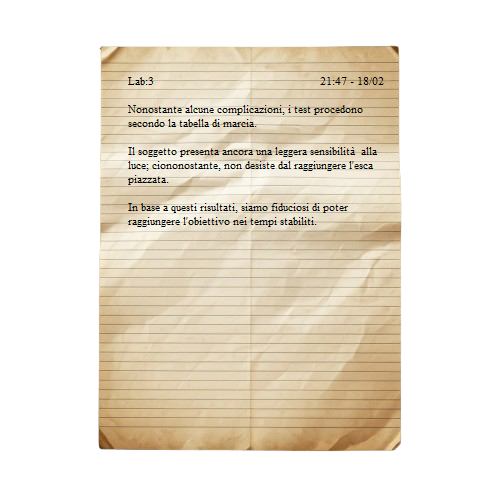 Lab:3 21:47 - 18/02
Nonostante alcune complicazioni, i test procedono
secondo la tabella di marcia.
Il soggetto presenta ancora una leggera sensibilità  alla
luce; ciononostante, non desiste dal raggiungere l'esca
piazzata.
In base a questi risultati, siamo fiduciosi di poter
raggiungere l'obiettivo nei tempi stabiliti.